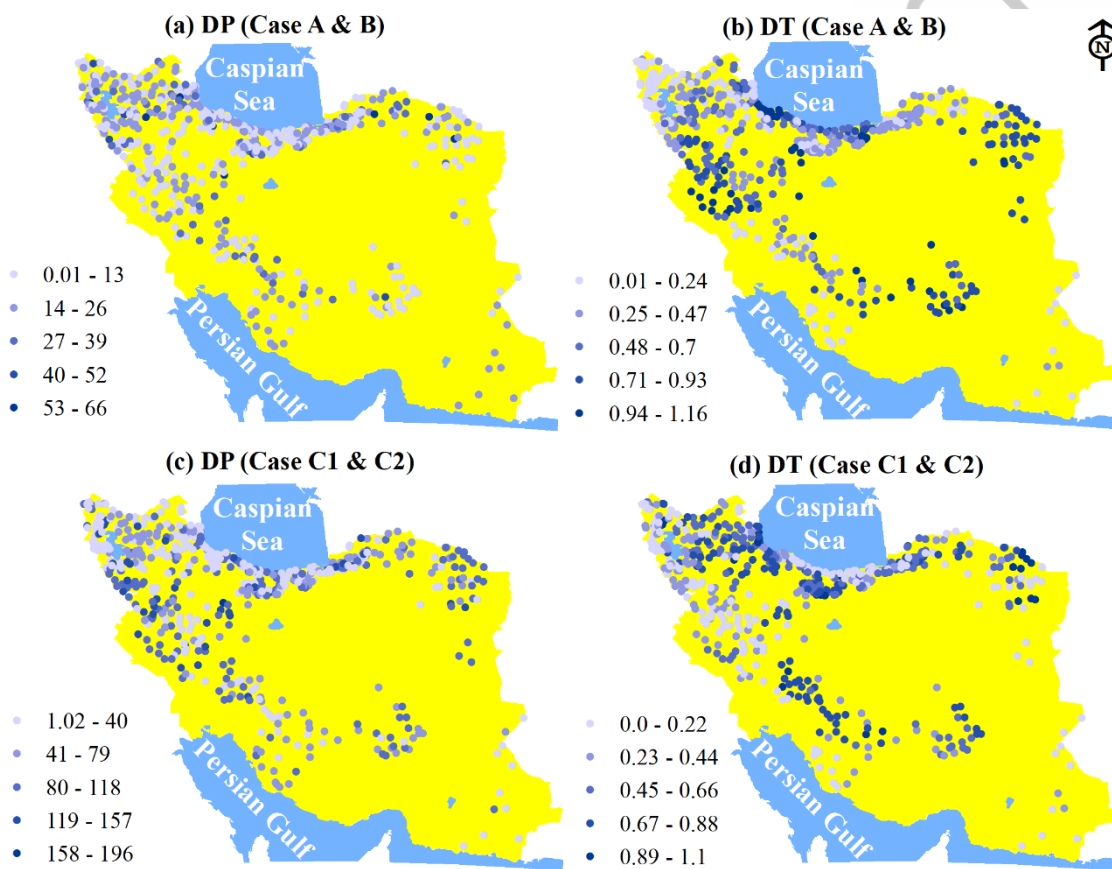 (a) DP (Case A & B)
Caspian
Sea
0.01 - 13
14 - 26
27 - 39
40 - 52
53 - 66
Persian Gulf
(b) DT (Case A & B)
N
Caspian
Sea
0.01 - 0.24
0.25 - 0.47
0.48 - 0.7
0.71 - 0.93
0.94 - 1.16
Persian Gulf
(c) DP (Case C1 & C2)
Caspian
Sea
1.02 - 40
41 - 79
80 - 118
119 - 157
158 - 196
Persian Gulf
(d) DT (Case C1 & C2)
Caspian
Sea
0.0 - 0.22
0.23 - 0.44
0.45 - 0.66
0.67 - 0.88
0.89 - 1.1
Persian Gulf